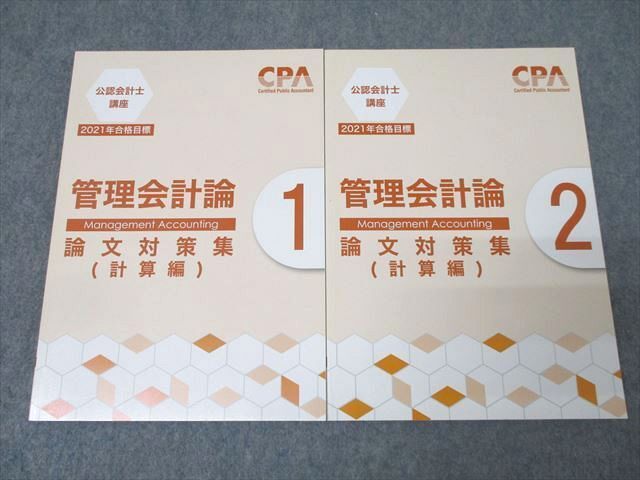 公認会計士
講座
CPA
Certified Public Accountant
2021年合格目標
管理会計論
Management Accounting
論文対策集
(計算編)
1
公認会計士
講座
CPA
Certified Public Accountant
2021年合格目標
管理会計論
Management Accounting
論文対策集
(計算編)
2